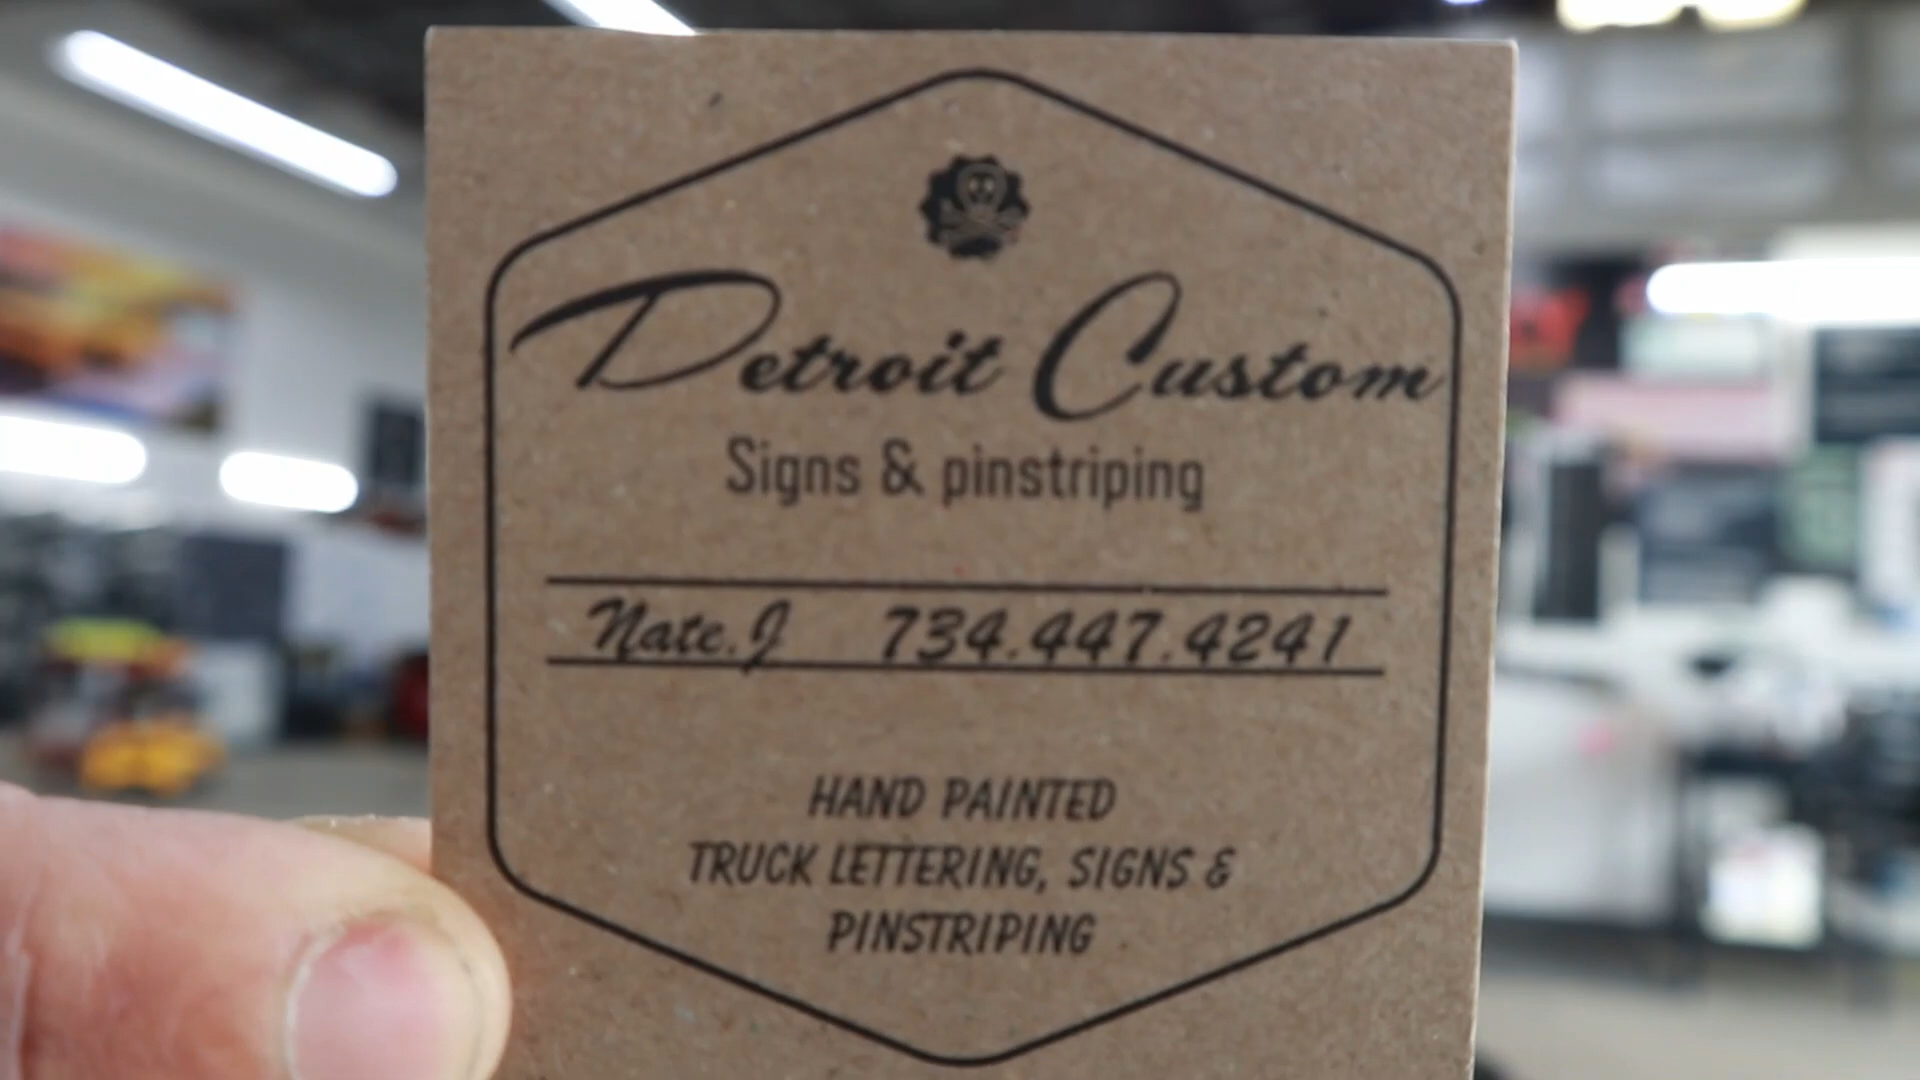 Detroit Custom
Signs & pinstriping
Nate.J 734.447.4241
HAND PAINTED
TRUCK LETTERING, SIGNS &
PINSTRIPING